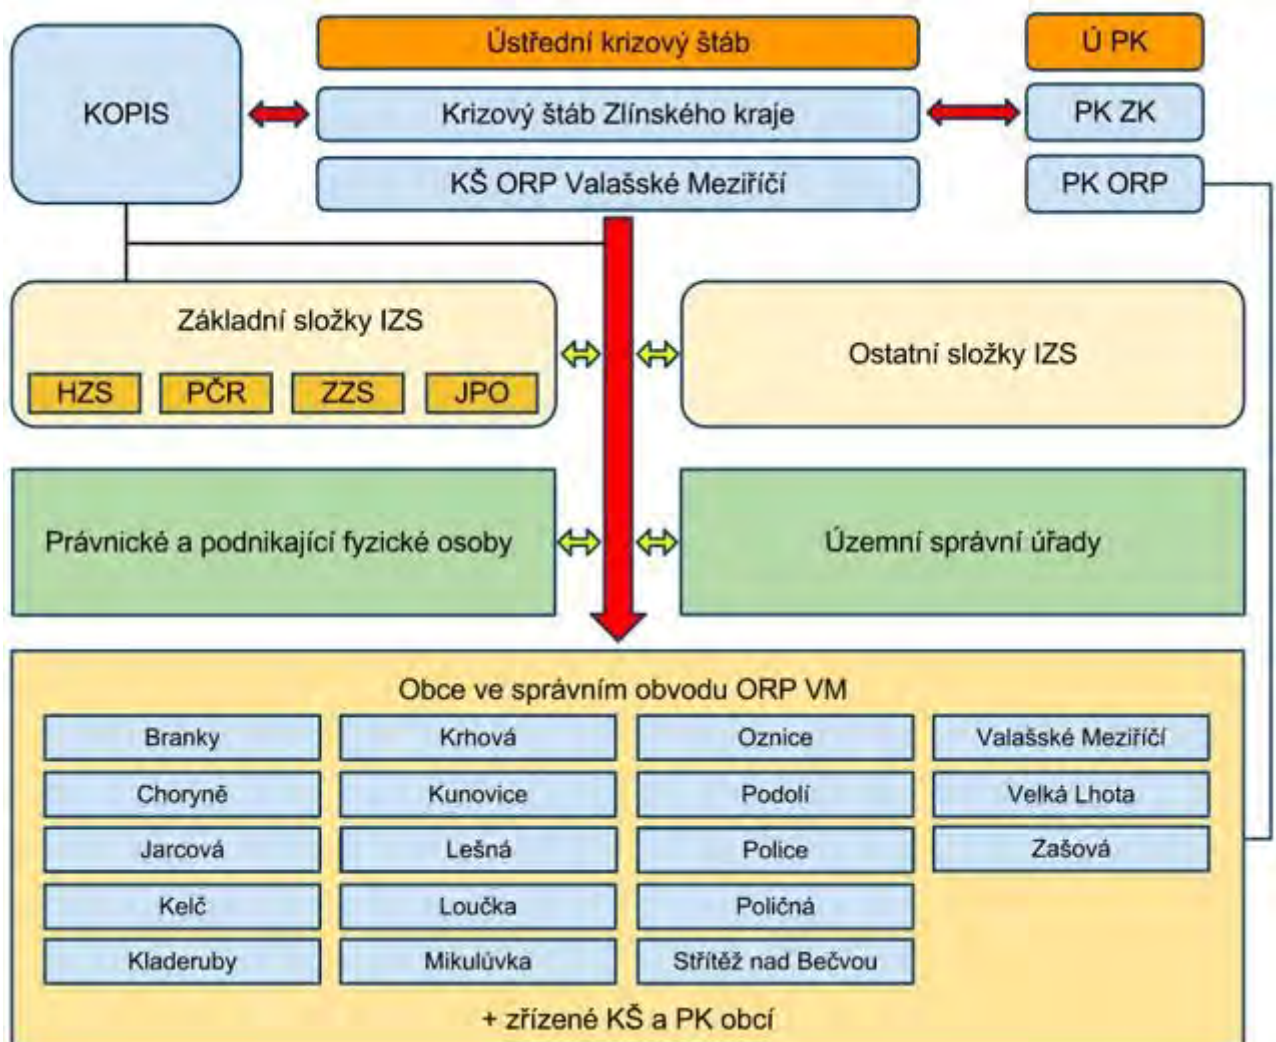 KOPIS
Ústřední krizový štáb
Ú PK
Krizový štáb Zlínského kraje
PK ZK
KŠ ORP Valašské Meziříčí
PK ORP
Základní složky IZS
HZS
PČR
ZZS
JPO
Ostatní složky IZS
Právnické a podnikající fyzické osoby
Územní správní úřady
Obce ve správním obvodu ORP VM
Branky
Krhová
Oznice
Valašské Meziříčí
Choryně
Kunovice
Podolí
Velká Lhota
Jarcová
Lešná
Police
Zašová
Kelč
Loučka
Poličná
Kladeruby
Mikulůvka
Střítěž nad Bečvou
+ zřízené KŠ a PK obcí